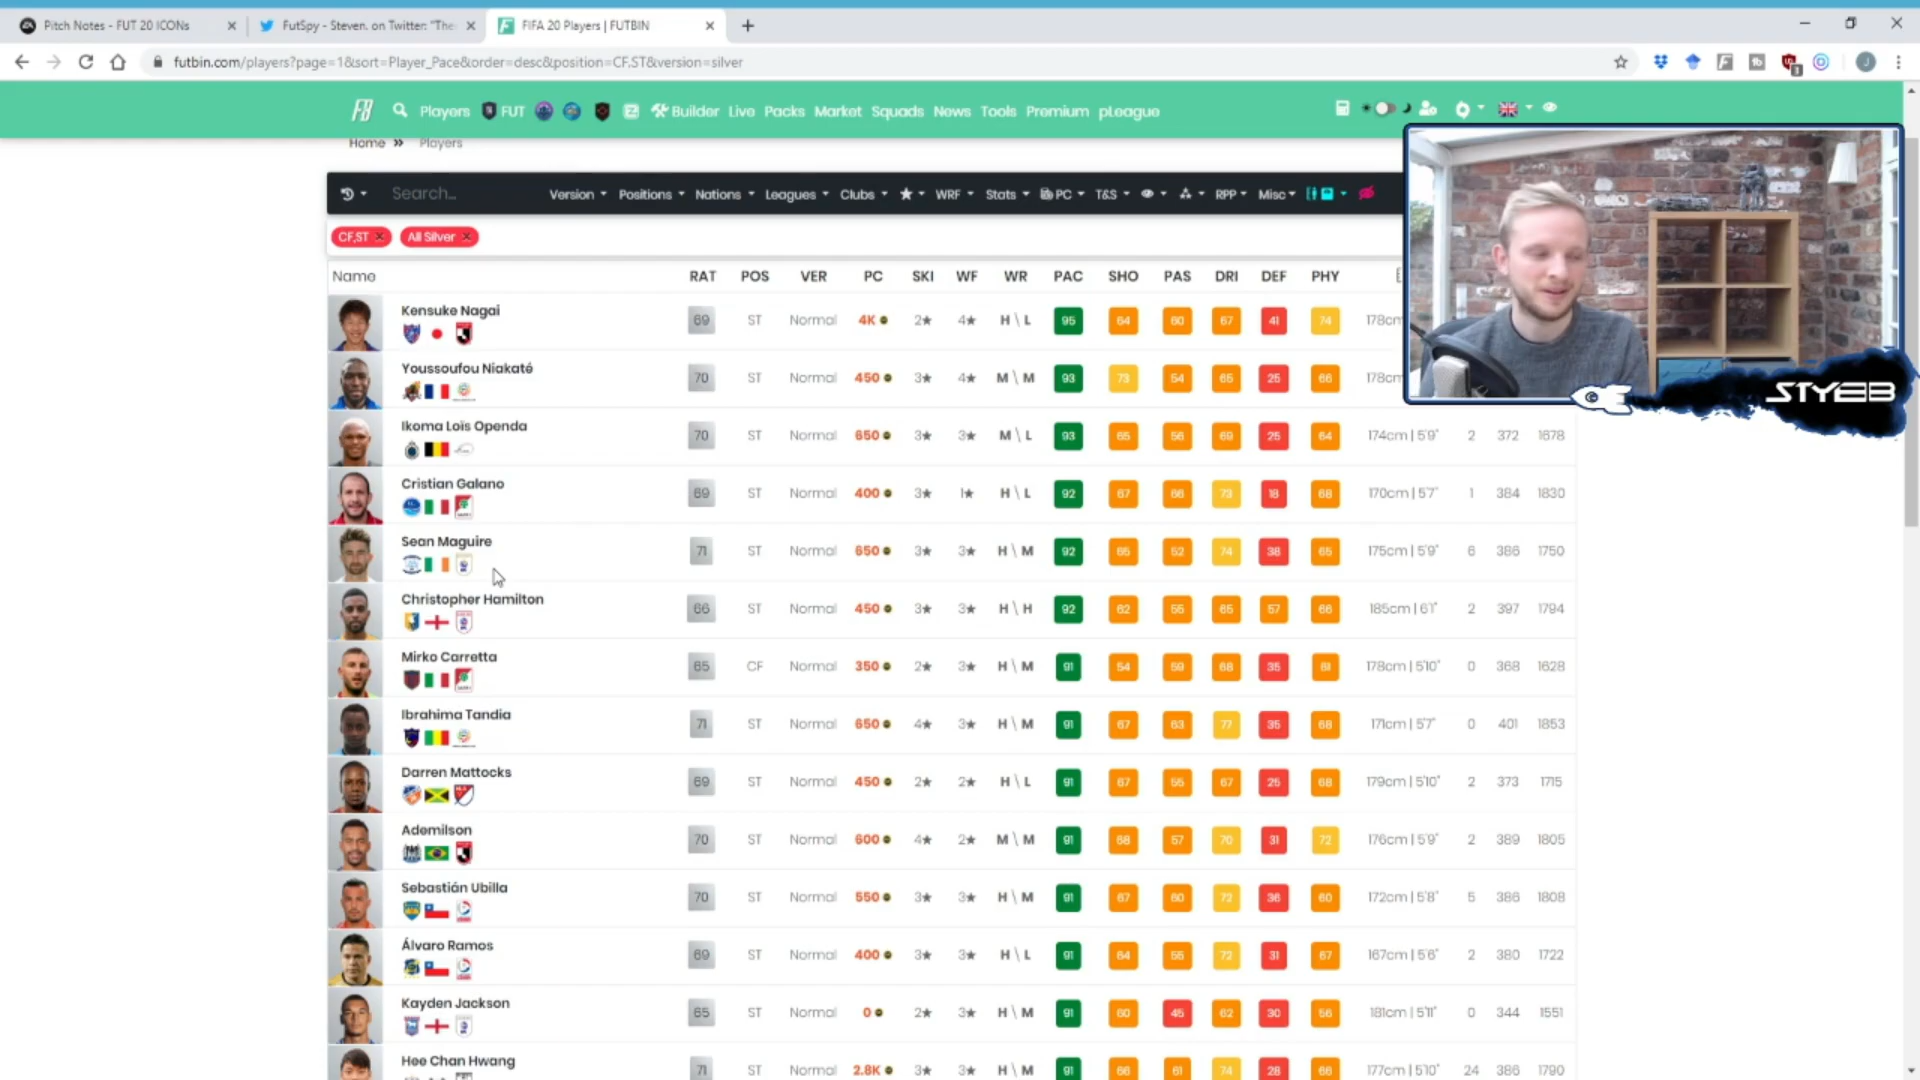 Pitch Notes - FUT 20 ICONs
FutSpy - Steven. on Twitter: "The
FIFA 20 Players | FUTBIN
futbin.com/players?page=1&sort=Player_Pace&order=desc&position=CF,ST&version=silver
FB Players FUT Builder Live Packs Market Squads News Tools Premium pLeague
Home » Players
Search... Version Positions Nations Leagues Clubs WRF Stats PC T&S RPP Misc
CF,ST × All Silver ×
Name RAT POS VER PC SKI WF WR PAC SHO PAS DRI DEF PHY
Kensuke Nagai 69 ST Normal 4K 2★ 4★ H \ L 95 64 60 67 41 74 178cm
Youssoufou Niakaté 70 ST Normal 450 3★ 4★ M \ M 93 73 54 65 25 66 178cm
Ikoma Loïs Openda 70 ST Normal 650 3★ 3★ M \ L 93 65 56 69 25 64 174cm | 5'9" 2 372 1678
Cristian Galano 69 ST Normal 400 3★ 1★ H \ L 92 67 66 73 18 68 170cm | 5'7" 1 384 1830
Sean Maguire 71 ST Normal 650 3★ 3★ H \ M 92 65 52 74 38 65 175cm | 5'9" 6 386 1750
Christopher Hamilton 66 ST Normal 450 3★ 3★ H \ H 92 62 55 65 57 66 185cm | 6'1" 2 397 1794
Mirko Carretta 65 CF Normal 350 2★ 3★ H \ M 91 54 59 68 35 61 178cm | 5'10" 0 368 1628
Ibrahima Tandia 71 ST Normal 650 4★ 3★ H \ M 91 67 63 77 35 68 171cm | 5'7" 0 401 1853
Darren Mattocks 69 ST Normal 450 2★ 2★ H \ L 91 67 55 67 25 68 179cm | 5'10" 2 373 1715
Ademilson 70 ST Normal 600 4★ 2★ M \ M 91 68 57 70 31 72 176cm | 5'9" 2 389 1805
Sebastián Ubilla 70 ST Normal 550 3★ 3★ H \ M 91 67 60 72 36 60 172cm | 5'8" 5 386 1808
Álvaro Ramos 69 ST Normal 400 3★ 3★ H \ L 91 64 55 72 31 67 167cm | 5'6" 2 380 1722
Kayden Jackson 65 ST Normal 0 2★ 3★ H \ M 91 60 45 62 30 56 181cm | 5'11" 0 344 1551
Hee Chan Hwang 71 ST Normal 2.8K 3★ 3★ H \ M 91 66 61 74 28 66 177cm | 5'10" 24 386 1790